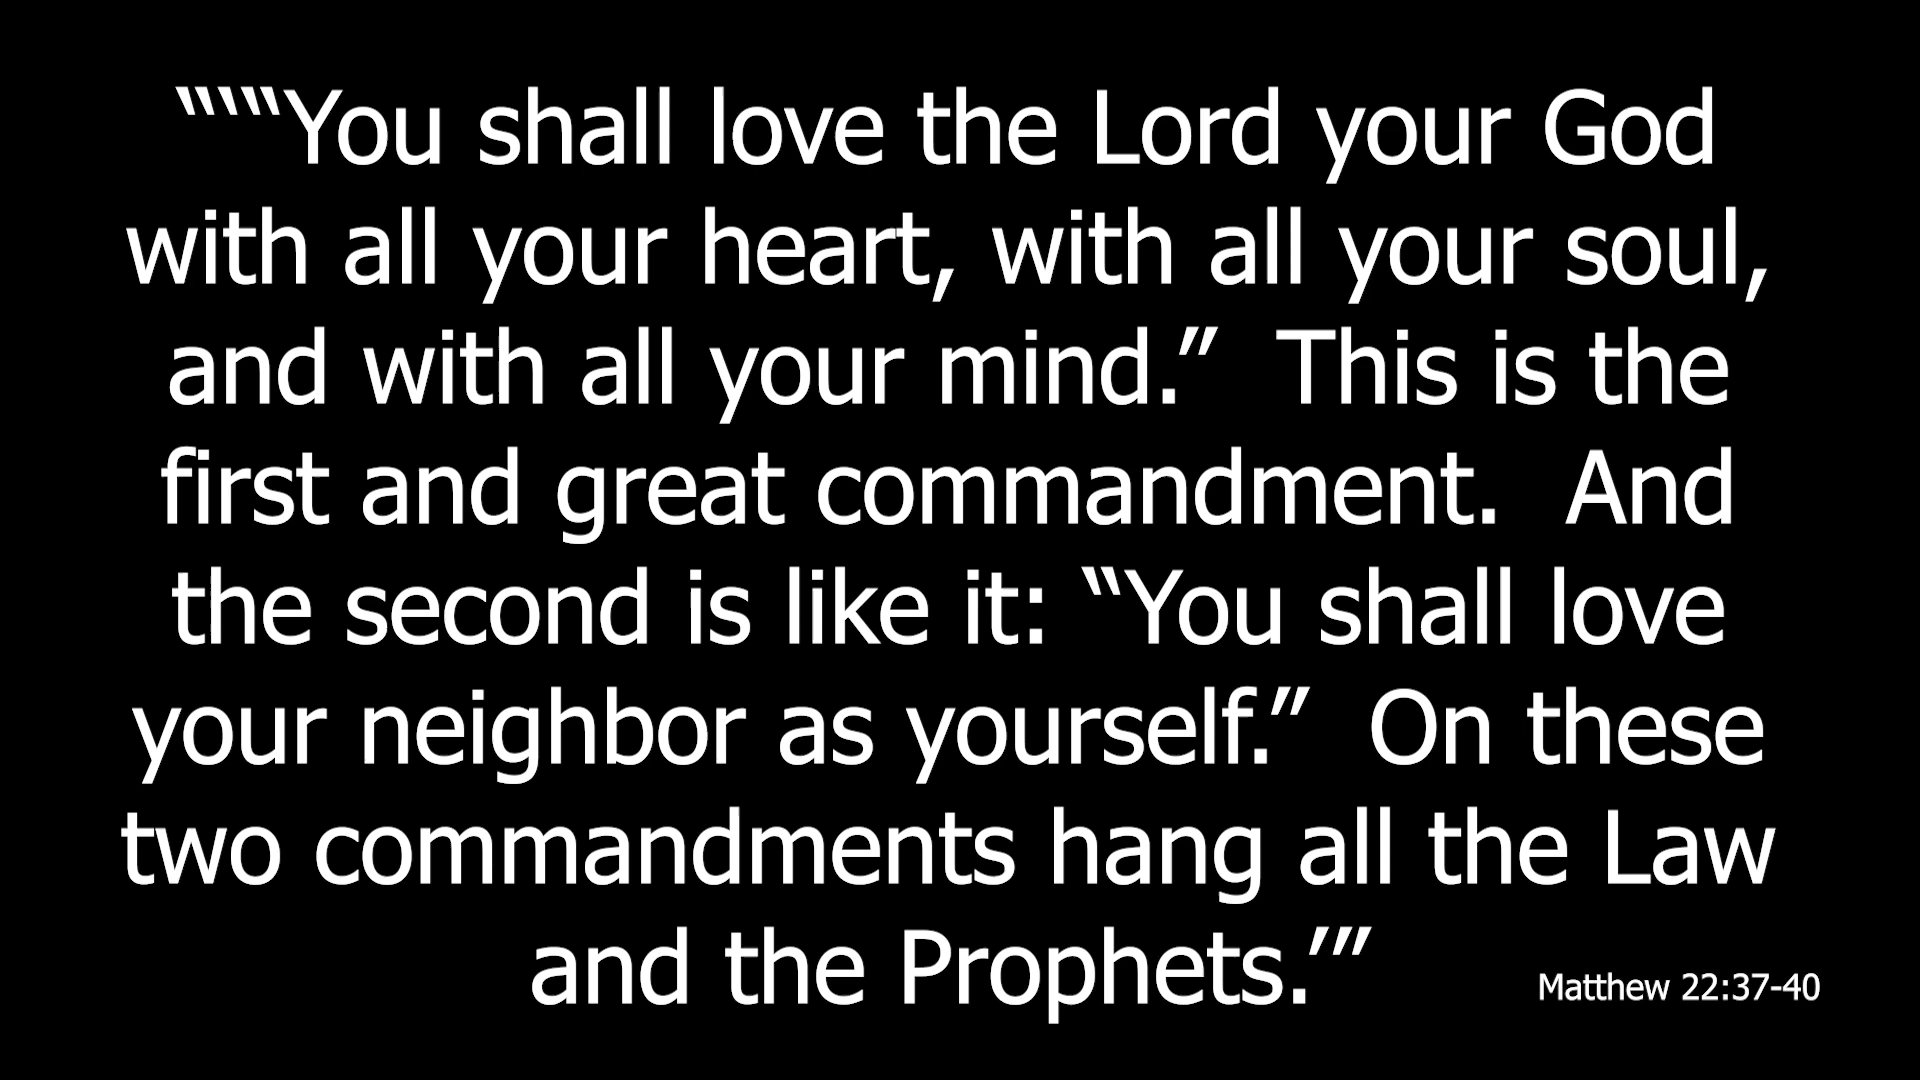 “‘“You shall love the Lord your God
with all your heart, with all your soul,
and with all your mind.”  This is the
first and great commandment.  And
the second is like it: “You shall love
your neighbor as yourself.”  On these
two commandments hang all the Law
and the Prophets.’”
Matthew 22:37-40